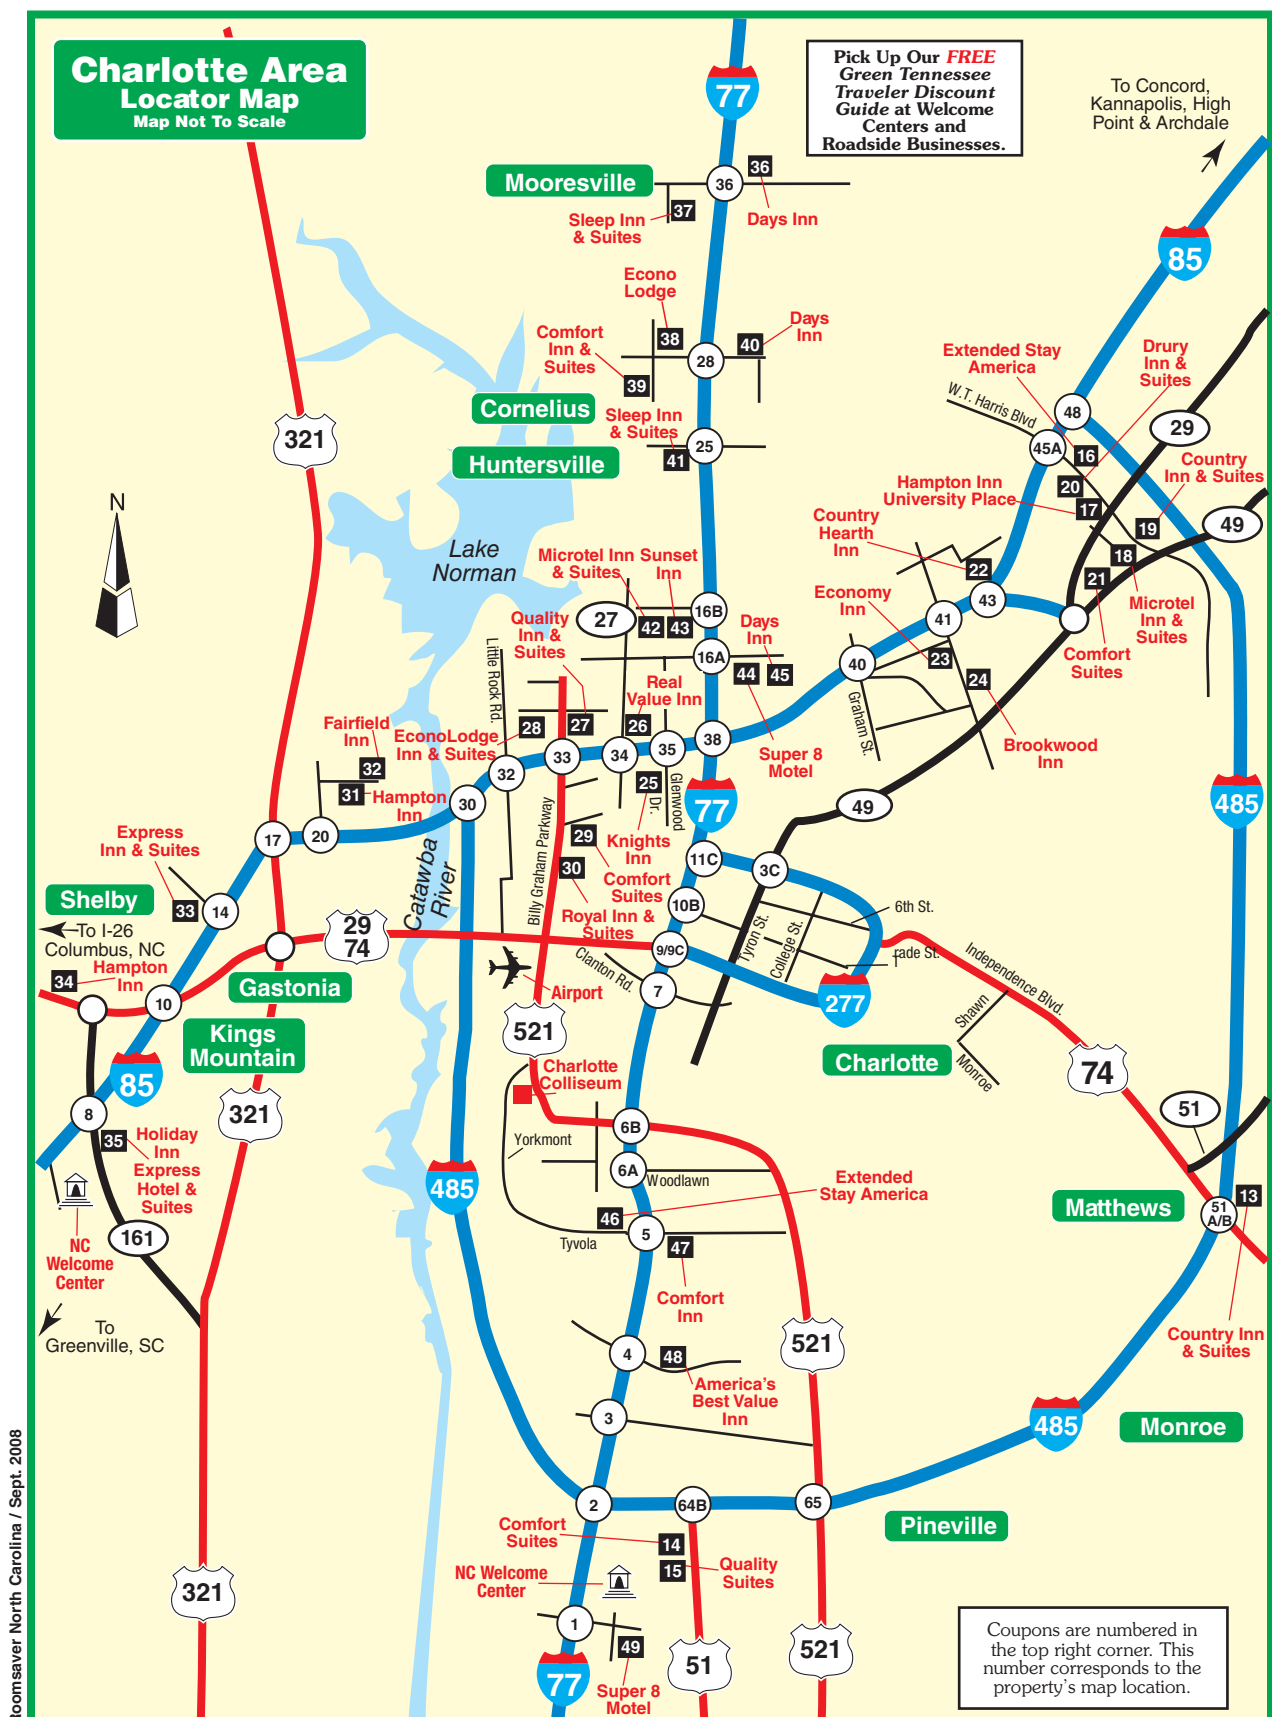 Charlotte Area
Locator Map
Map Not To Scale
Pick Up Our FREE
Green Tennessee
Traveler Discount
Guide at Welcome
Centers and
Roadside Businesses.
To Concord,
Kannapolis, High
Point & Archdale
77
Mooresville
36
36
37
Sleep Inn
& Suites
Days Inn
85
Econo
Lodge
38
40
Days
Inn
Comfort
Inn &
Suites
39
28
Cornelius
Sleep Inn
& Suites
41
25
Huntersville
321
Extended Stay
America
Drury
Inn &
Suites
W.T. Harris Blvd
48
45A
29
16
20
17
Country
Inn & Suites
19
49
Hampton Inn
University Place
Country
Hearth
Inn
22
18
21
Microtel
Inn &
Suites
Comfort
Suites
N
Lake
Norman
Microtel Inn
& Suites
Sunset
Inn
27
42
43
16B
16A
Days
Inn
44
45
Economy
Inn
43
41
40
23
24
Graham St.
Brookwood
Inn
Quality
Inn &
Suites
Little Rock Rd.
Real
Value Inn
26
27
28
Fairfield
Inn
EconoLodge
Inn & Suites
32
31
Hampton
Inn
33
34
35
38
32
30
Super 8
Motel
25
Glenwood
Dr.
77
49
485
17
20
Express
Inn & Suites
Billy Graham Parkway
29
Knights
Inn
Comfort
Suites
30
Royal Inn &
Suites
11C
3C
10B
Catawba
River
Shelby
33
14
To I-26
Columbus, NC
29
74
9/9C
6th St.
Tyron St.
College St.
Trade St.
Independence Blvd.
34
Hampton
Inn
Gastonia
10
Airport
Clanton Rd.
7
277
Shawn
Monroe
Kings
Mountain
521
Charlotte
74
85
Charlotte
Colliseum
321
51
8
35
Holiday
Inn
Express
Hotel &
Suites
6B
Yorkmont
6A
Woodlawn
485
Extended
Stay America
Matthews
51
A/B
13
NC
Welcome
Center
161
46
5
Tyvola
47
Comfort
Inn
To
Greenville, SC
521
Country Inn
& Suites
4
48
America's
Best Value
Inn
3
485
Monroe
2
64B
65
Pineville
Comfort
Suites
14
15
Quality
Suites
NC Welcome
Center
321
1
49
Super 8
Motel
77
51
521
Coupons are numbered in
the top right corner. This
number corresponds to the
property's map location.
Roomsaver North Carolina / Sept. 2008